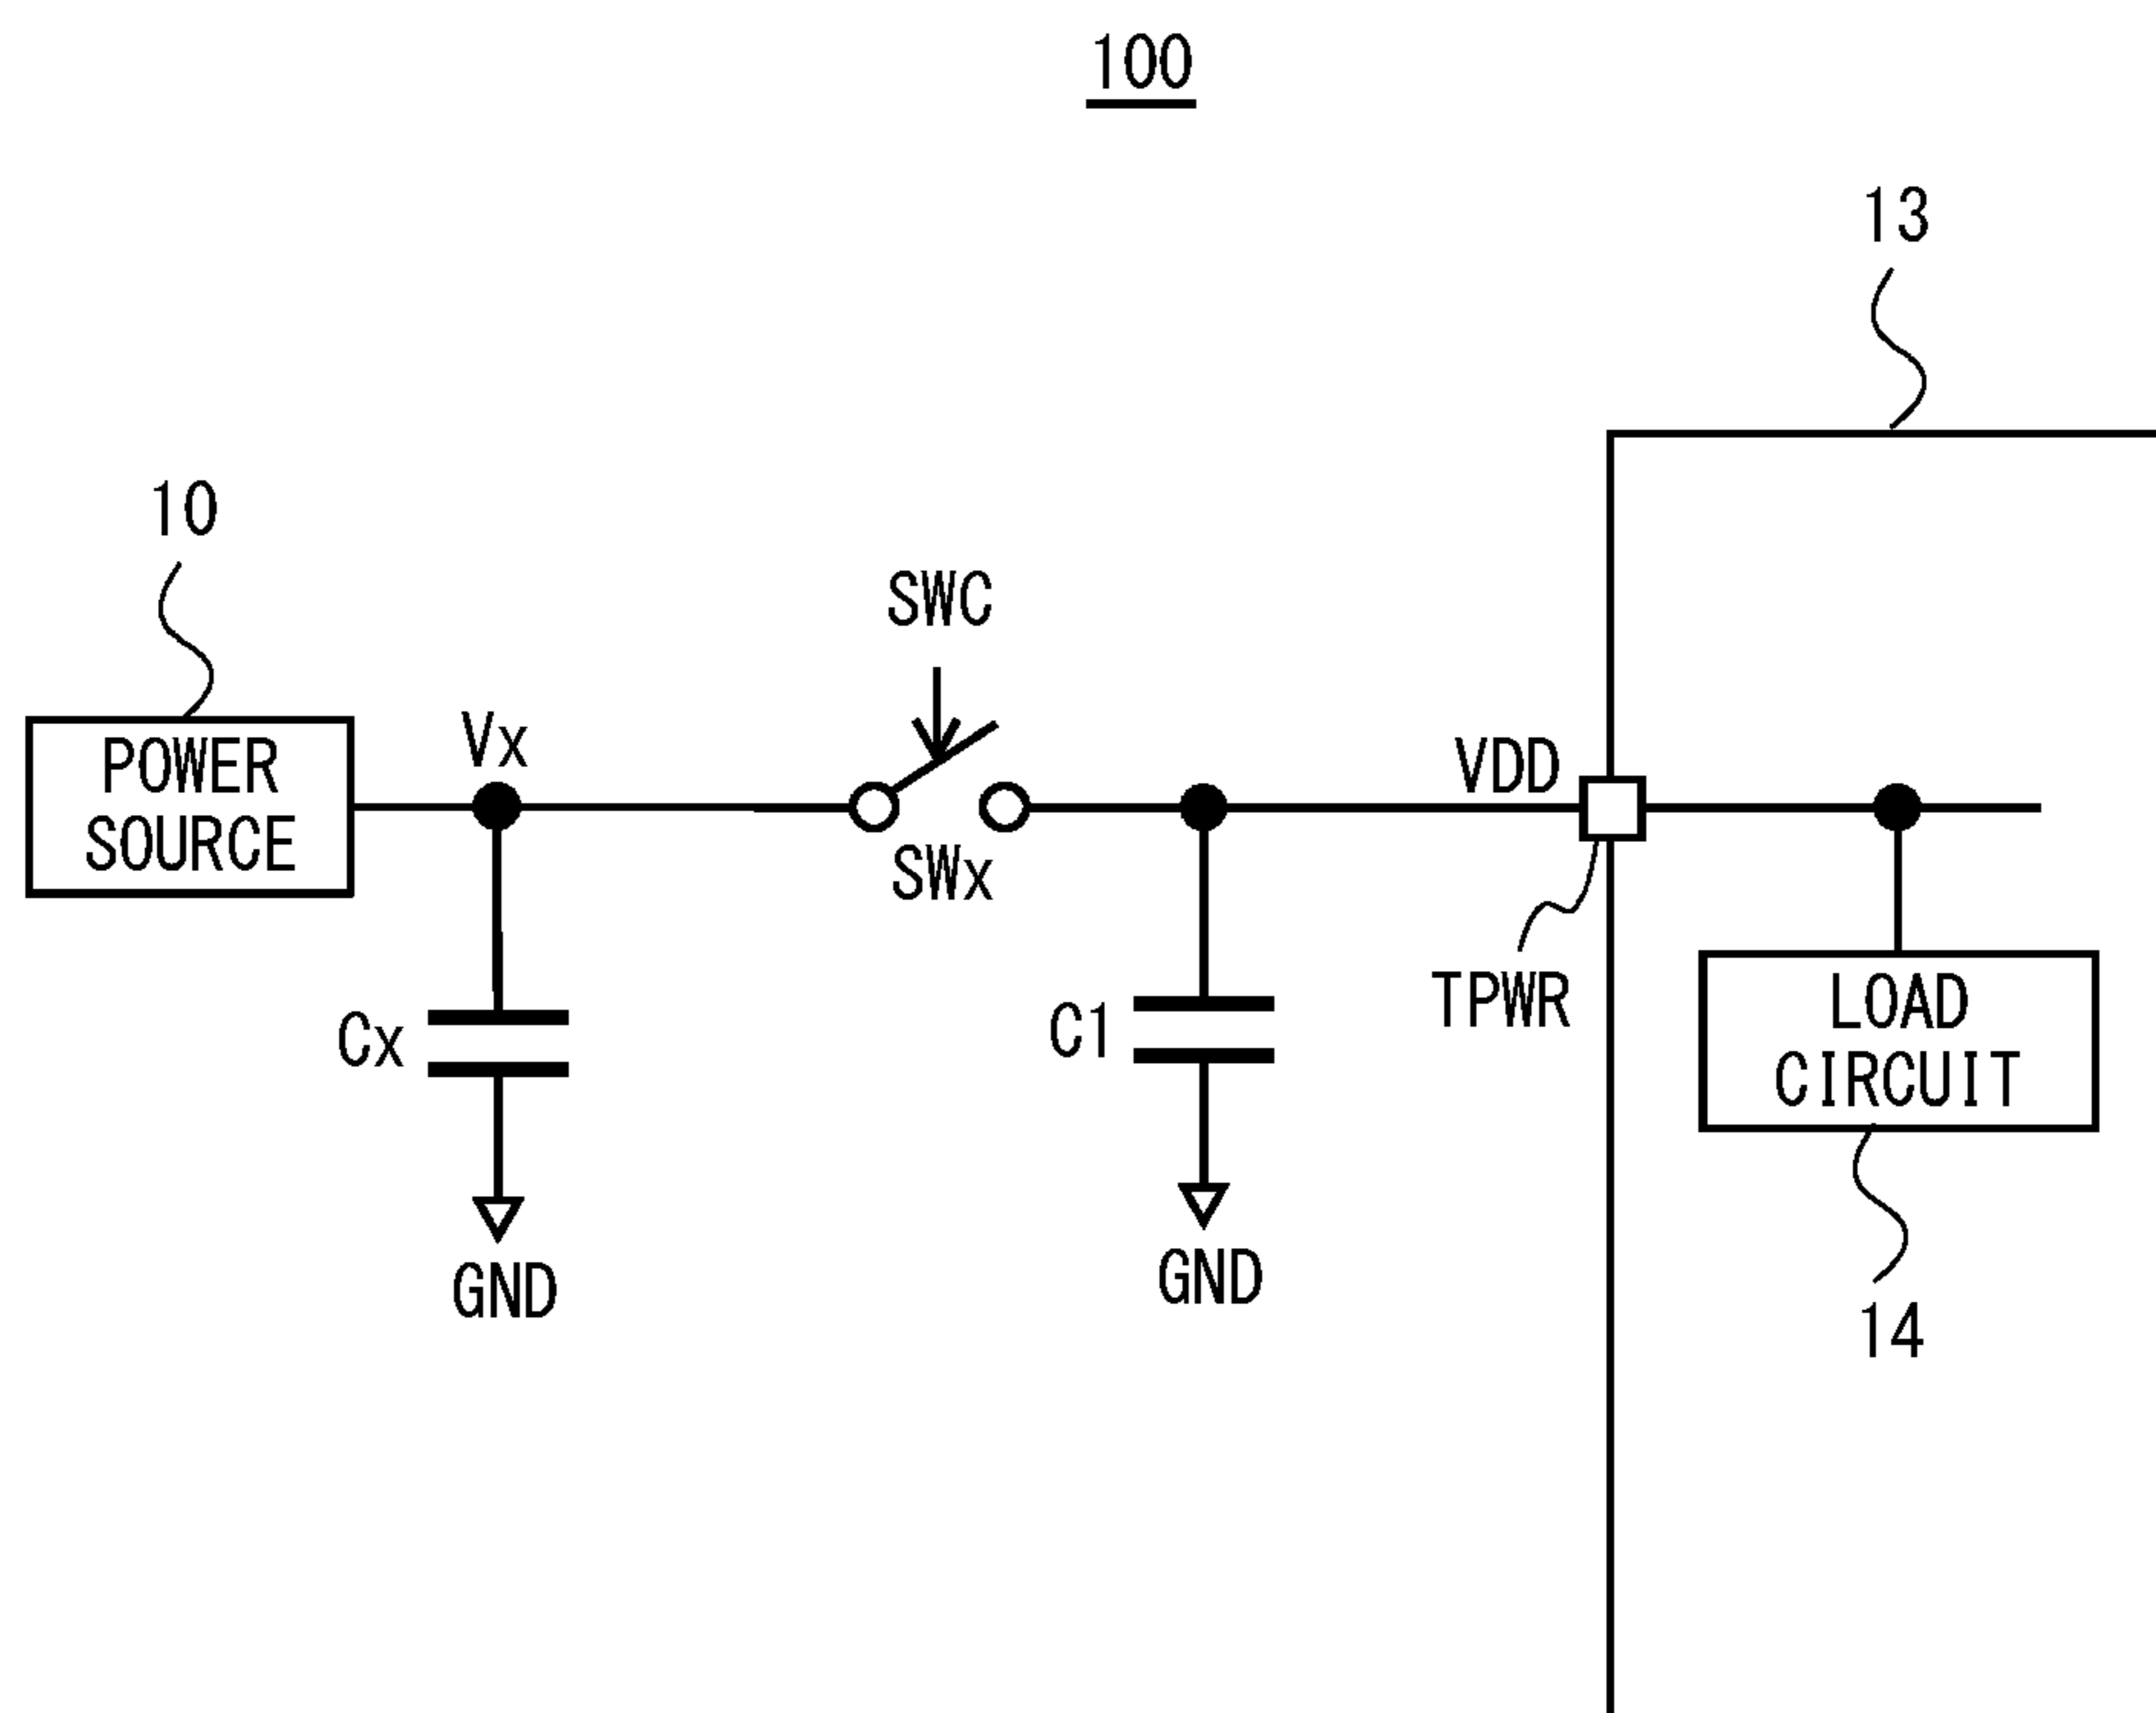 100
13
10
SWC
Vx
VDD
POWER
SOURCE
SWx
TPWR
LOAD
CIRCUIT
Cx
C1
GND
GND
14